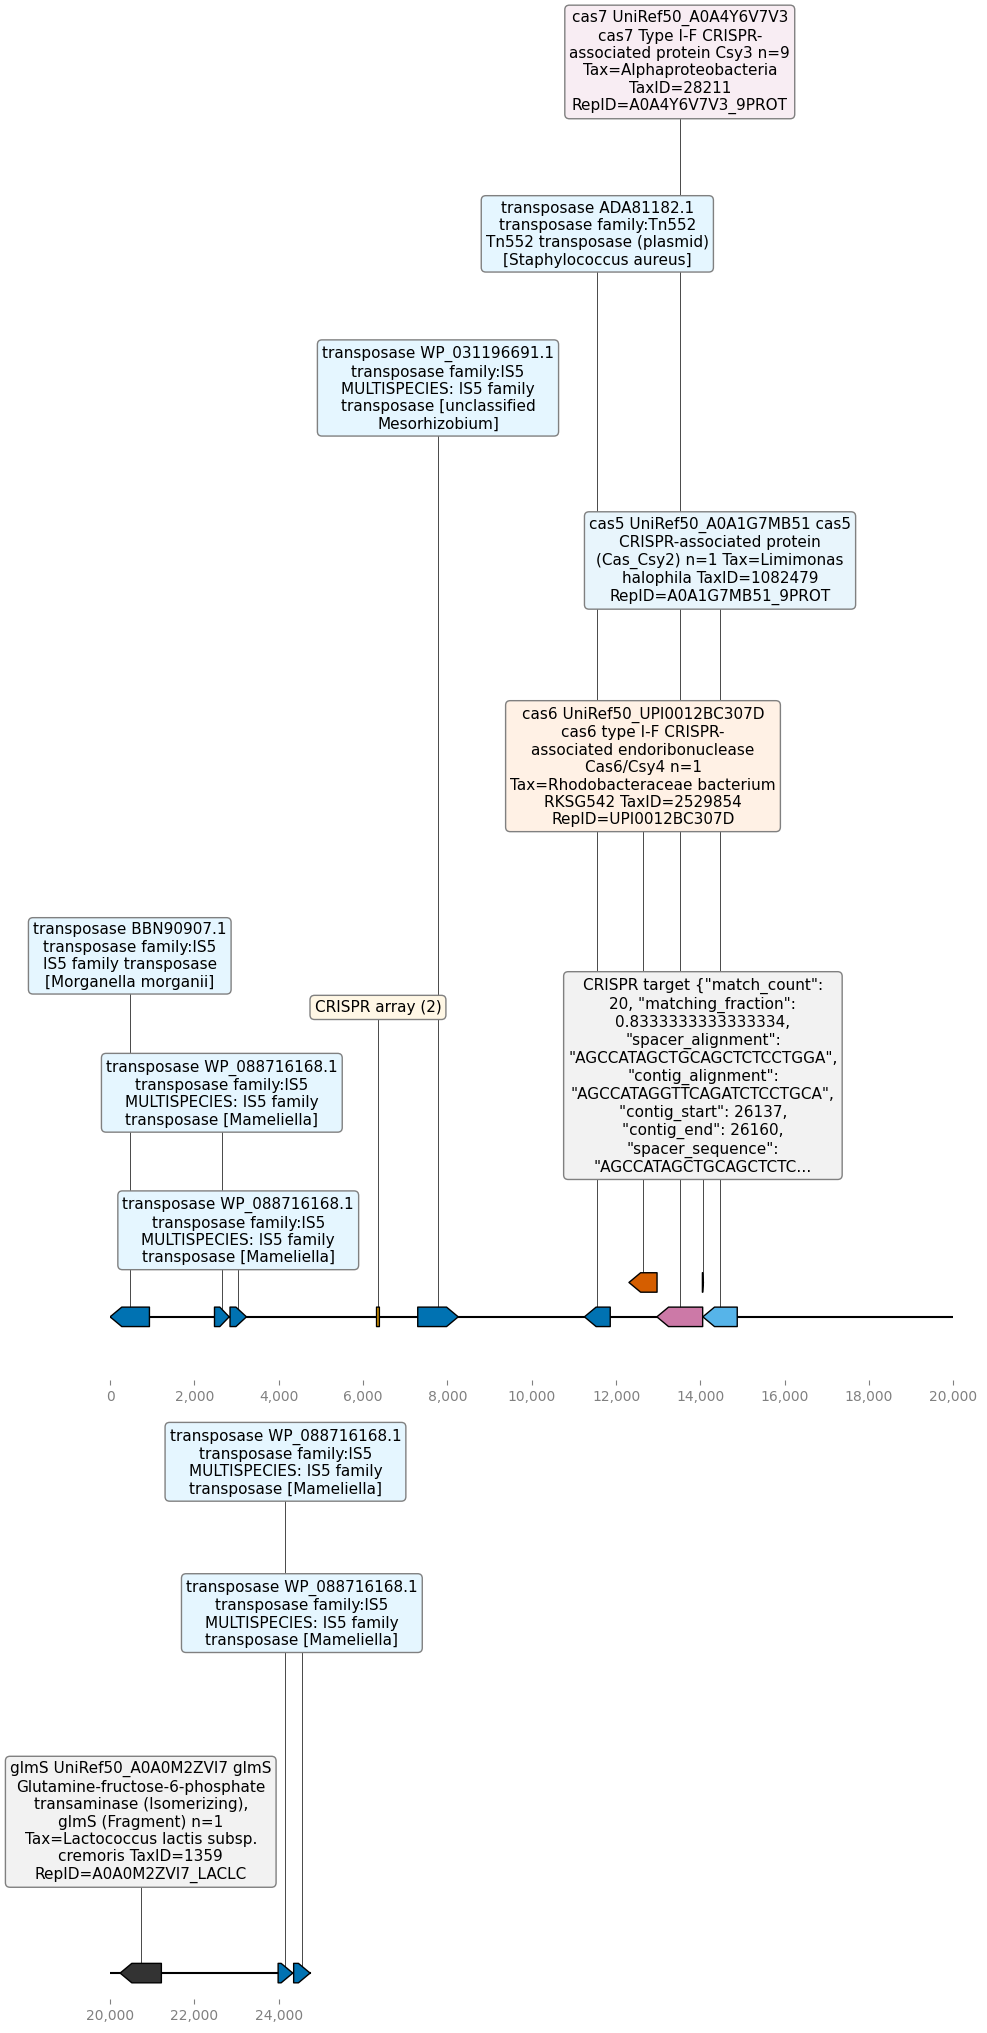 cas7 UniRef50_A0A4Y6V7V3
cas7 Type I-F CRISPR-
associated protein Csy3 n=9
Tax=Alphaproteobacteria
TaxID=28211
RepID=A0A4Y6V7V3_9PROT
transposase ADA81182.1
transposase family:Tn552
Tn552 transposase (plasmid)
[Staphylococcus aureus]
transposase WP_031196691.1
transposase family:IS5
MULTISPECIES: IS5 family
transposase [unclassified
Mesorhizobium]
cas5 UniRef50_A0A1G7MB51 cas5
CRISPR-associated protein
(Cas_Csy2) n=1 Tax=Limimonas
halophila TaxID=1082479
RepID=A0A1G7MB51_9PROT
cas6 UniRef50_UPI0012BC307D
cas6 type I-F CRISPR-
associated endoribonuclease
Cas6/Csy4 n=1
Tax=Rhodobacteraceae bacterium
RKSG542 TaxID=2529854
RepID=UPI0012BC307D
transposase BBN90907.1
transposase family:IS5
IS5 family transposase
[Morganella morganii]
CRISPR array (2)
CRISPR target {"match_count":
20, "matching_fraction":
0.8333333333333334,
"spacer_alignment":
"AGCCATAGCTGCAGCTCTCCTGGA",
"contig_alignment":
"AGCCATAGGTTCAGATCTCCTGCA",
"contig_start": 26137,
"contig_end": 26160,
"spacer_sequence":
"AGCCATAGCTGCAGCTCTC...
transposase WP_088716168.1
transposase family:IS5
MULTISPECIES: IS5 family
transposase [Mameliella]
transposase WP_088716168.1
transposase family:IS5
MULTISPECIES: IS5 family
transposase [Mameliella]
0 2,000 4,000 6,000 8,000 10,000 12,000 14,000 16,000 18,000 20,000
transposase WP_088716168.1
transposase family:IS5
MULTISPECIES: IS5 family
transposase [Mameliella]
transposase WP_088716168.1
transposase family:IS5
MULTISPECIES: IS5 family
transposase [Mameliella]
glmS UniRef50_A0A0M2ZVI7 glmS
Glutamine-fructose-6-phosphate
transaminase (Isomerizing),
glmS (Fragment) n=1
Tax=Lactococcus lactis subsp.
cremoris TaxID=1359
RepID=A0A0M2ZVI7_LACLC
20,000 22,000 24,000